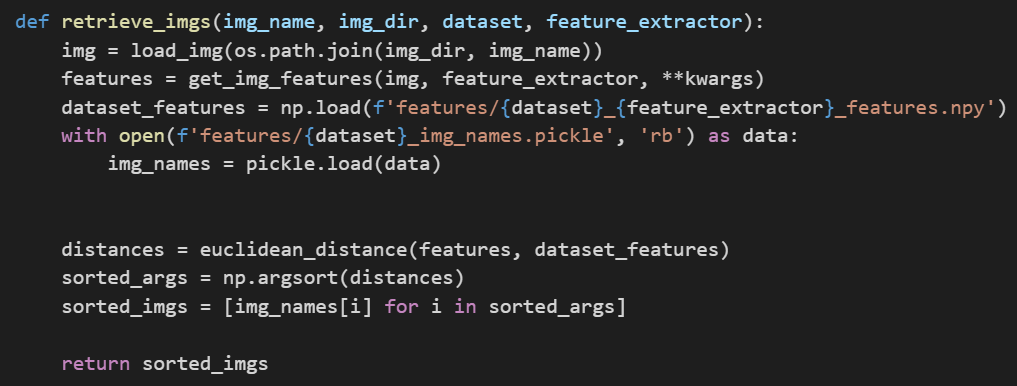 def retrieve_imgs(img_name, img_dir, dataset, feature_extractor):
    img = load_img(os.path.join(img_dir, img_name))
    features = get_img_features(img, feature_extractor, **kwargs)
    dataset_features = np.load(f'features/{dataset}_{feature_extractor}_features.npy')
    with open(f'features/{dataset}_img_names.pickle', 'rb') as data:
        img_names = pickle.load(data)
    distances = euclidean_distance(features, dataset_features)
    sorted_args = np.argsort(distances)
    sorted_imgs = [img_names[i] for i in sorted_args]
    return sorted_imgs